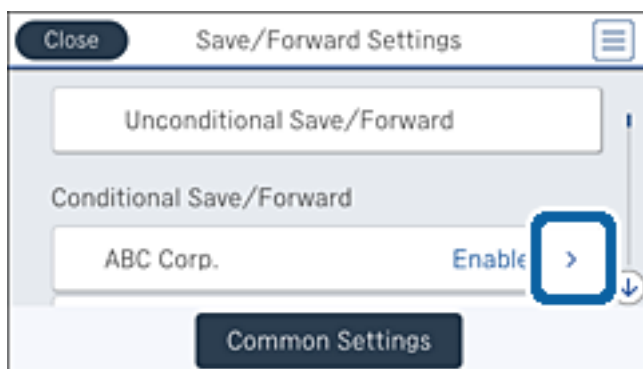 Close Save/Forward Settings
Unconditional Save/Forward
Conditional Save/Forward
ABC Corp. Enable
Common Settings